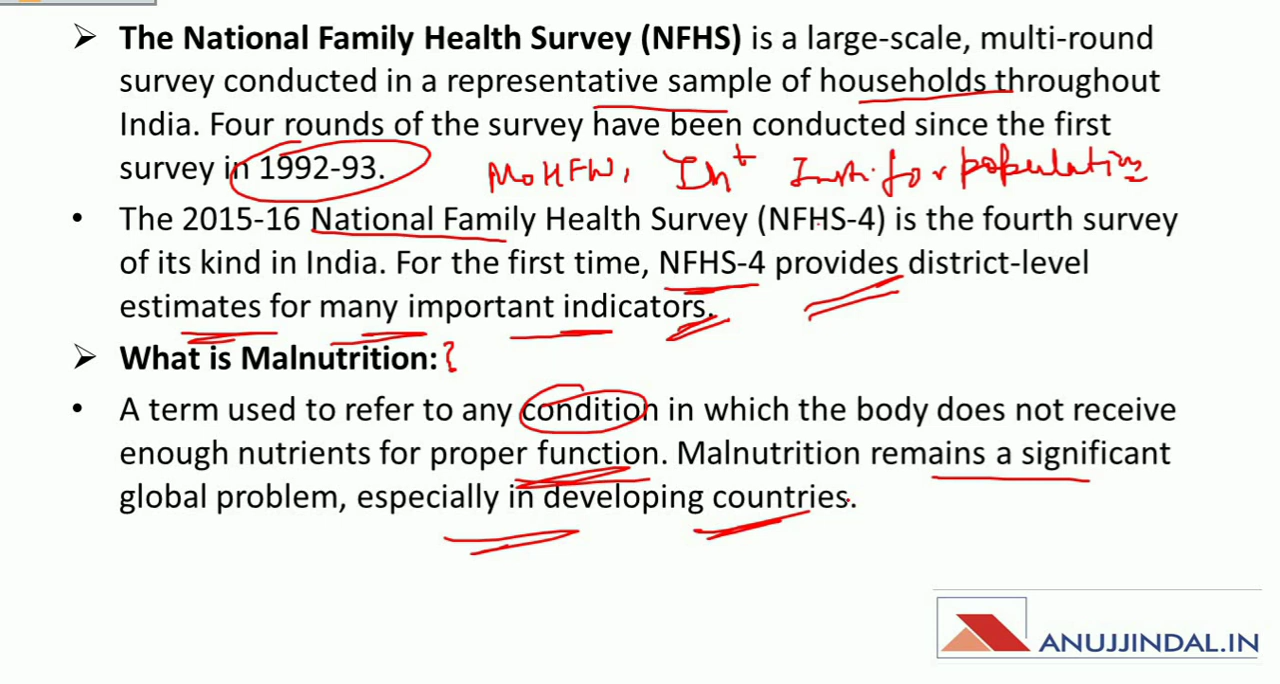 ➢ The National Family Health Survey (NFHS) is a large-scale, multi-round
survey conducted in a representative sample of households throughout
India. Four rounds of the survey have been conducted since the first
survey in 1992-93. MoHFW, Int Inst. for population
• The 2015-16 National Family Health Survey (NFHS-4) is the fourth survey
of its kind in India. For the first time, NFHS-4 provides district-level
estimates for many important indicators.
➢ What is Malnutrition:?
• A term used to refer to any condition in which the body does not receive
enough nutrients for proper function. Malnutrition remains a significant
global problem, especially in developing countries.
ANUJJINDAL.IN